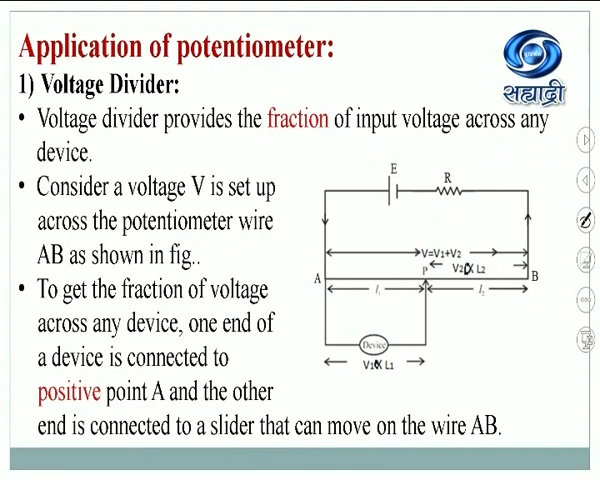 Application of potentiometer:
1) Voltage Divider:
सह्याद्री
• Voltage divider provides the fraction of input voltage across any
device.
• Consider a voltage V is set up
across the potentiometer wire
AB as shown in fig..
• To get the fraction of voltage
across any device, one end of
a device is connected to
positive point A and the other
end is connected to a slider that can move on the wire AB.
E
R
V=V1+V2
P
V2 ∝ L2
A
B
l1
l2
Device
V1 ∝ L1